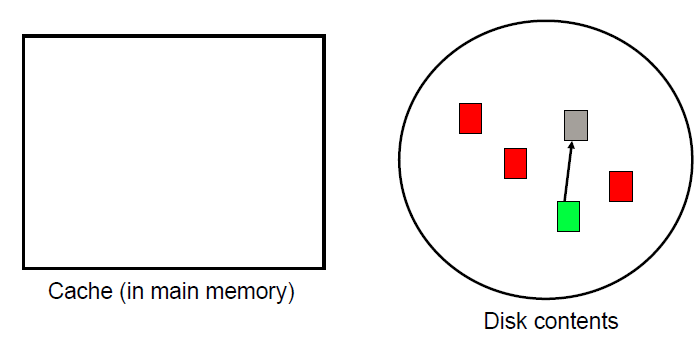 Cache (in main memory)
Disk contents